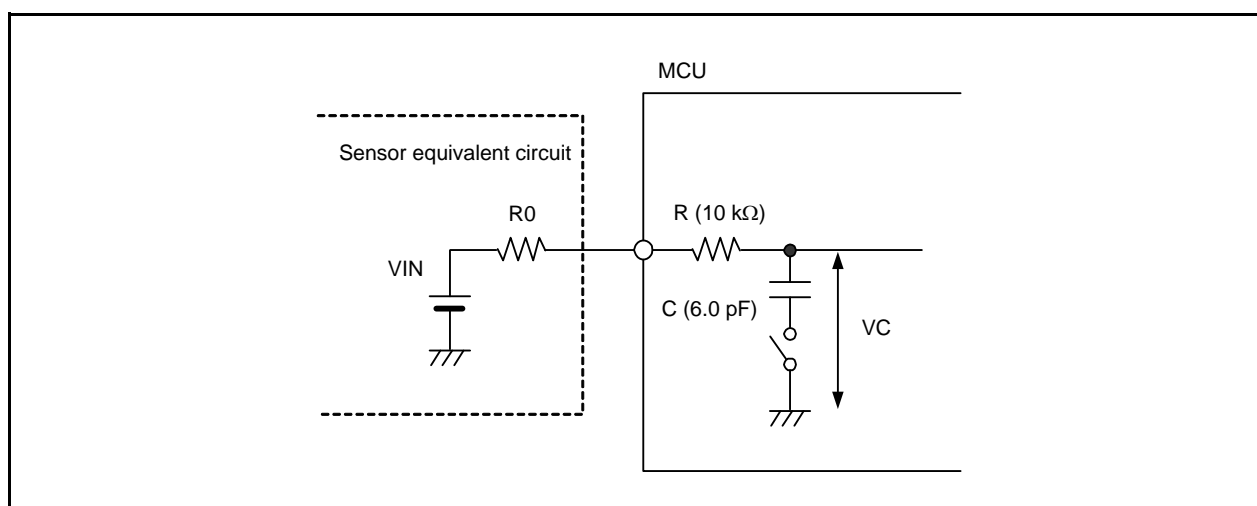 MCU
Sensor equivalent circuit
R0
R (10 kΩ)
VIN
C (6.0 pF)
VC